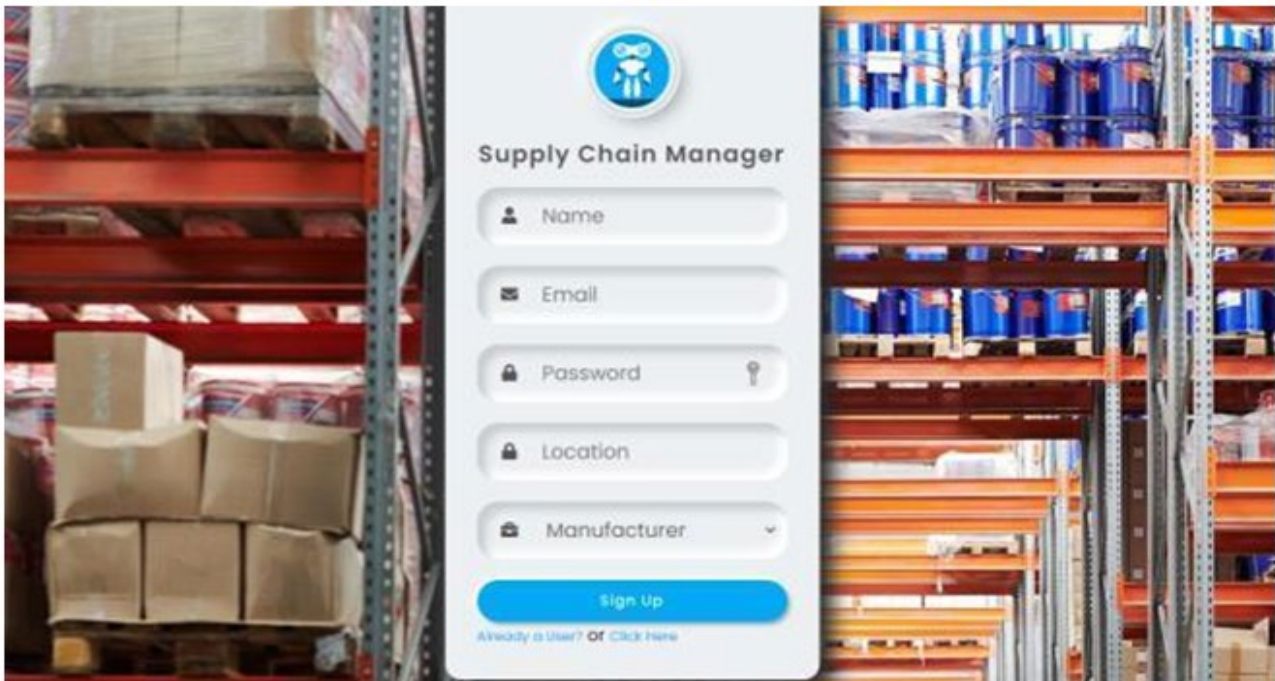 Supply Chain Manager
Name
Email
Password
Location
Manufacturer
Sign Up
Already a User? Or Click Here